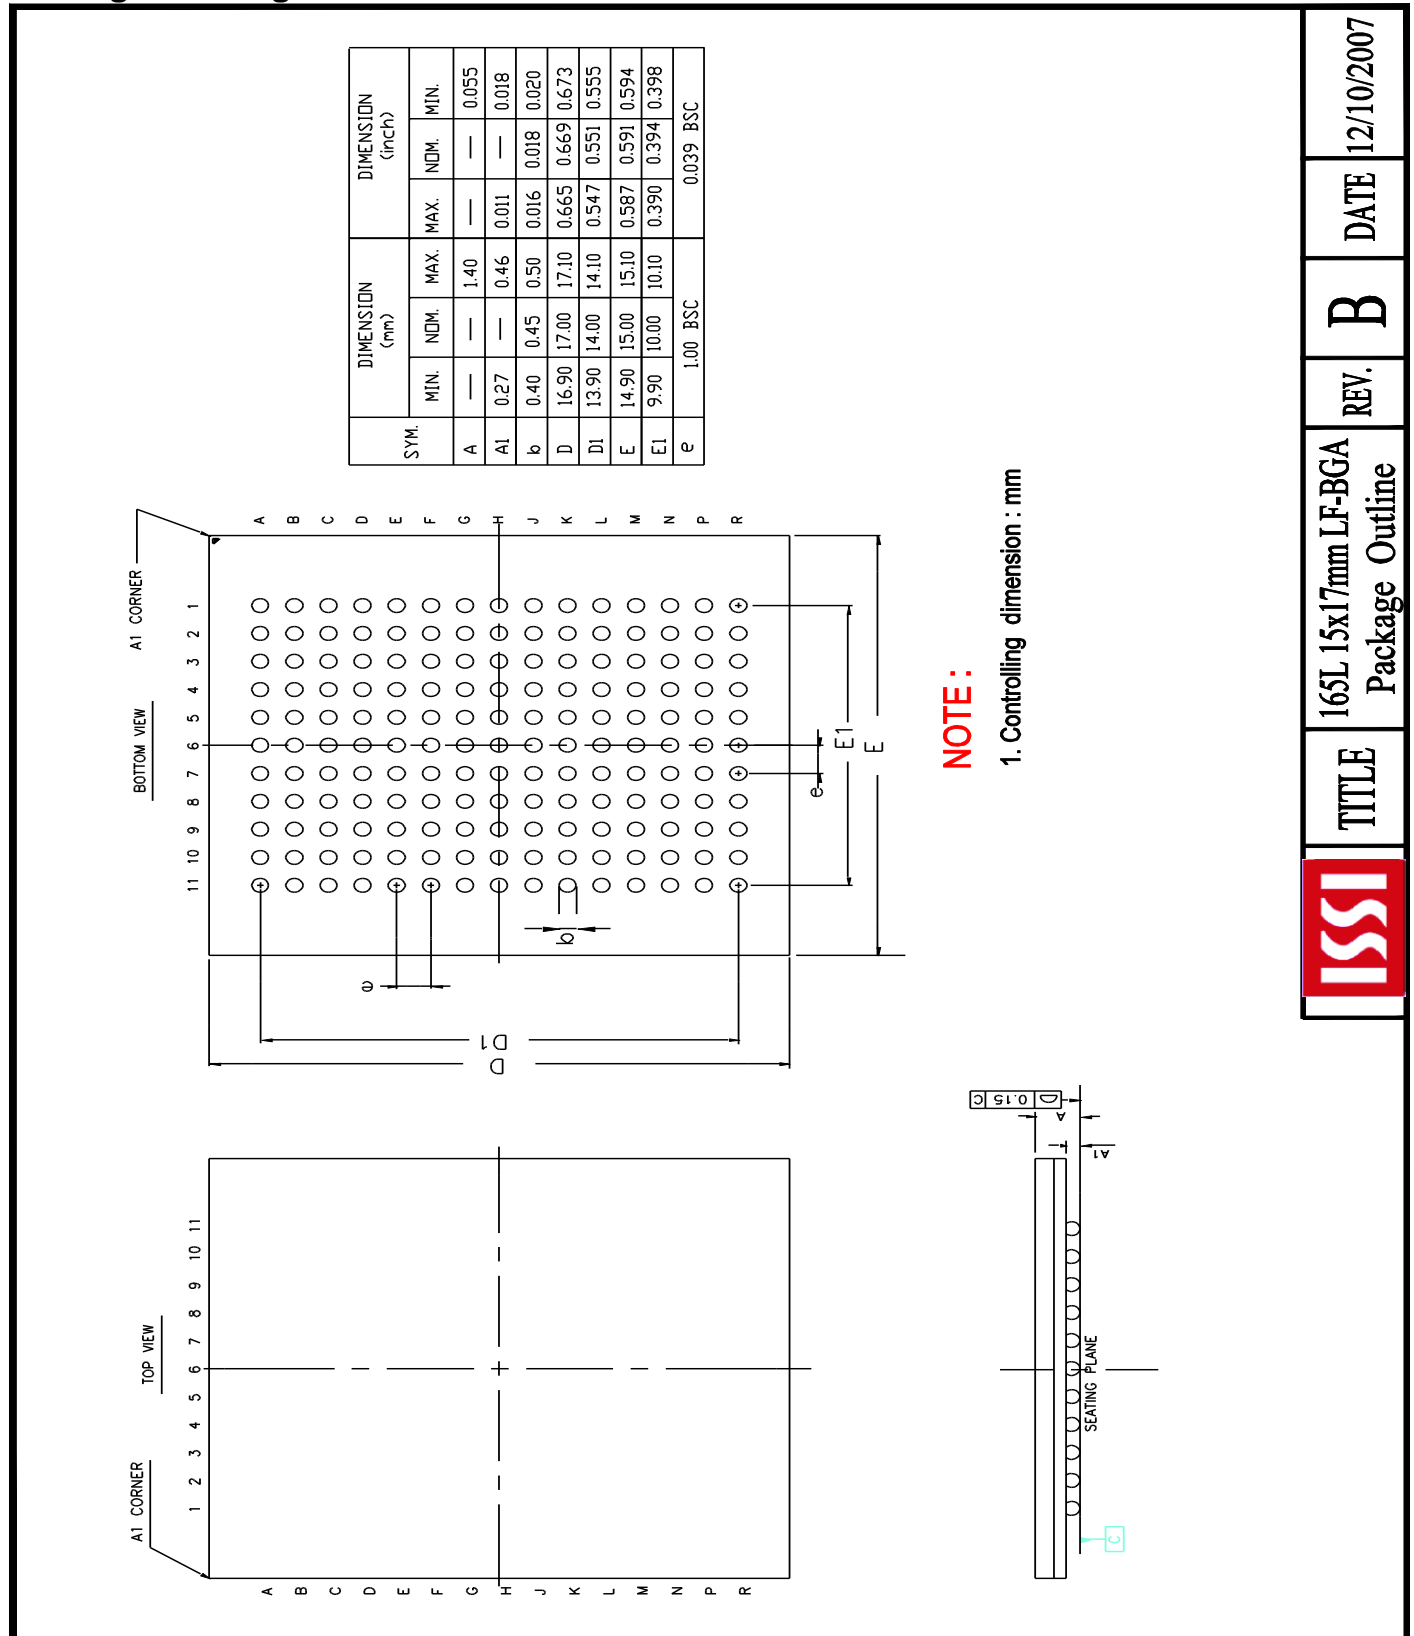 SYM.
DIMENSION
(mm)
DIMENSION
(inch)
MIN. NOM. MAX. MAX. NOM. MIN.
A — — 1.40 — — 0.055
A1 0.27 — 0.46 0.011 — 0.018
b 0.40 0.45 0.50 0.016 0.018 0.020
D 16.90 17.00 17.10 0.665 0.669 0.673
D1 13.90 14.00 14.10 0.547 0.551 0.555
E 14.90 15.00 15.10 0.587 0.591 0.594
E1 9.90 10.00 10.10 0.390 0.394 0.398
e 1.00 BSC 0.039 BSC
BOTTOM VIEW
A1 CORNER
11 10 9 8 7 6 5 4 3 2 1
A
B
C
D
E
F
G
H
J
K
L
M
N
P
R
e
b
D1
D
e
E1
E
NOTE :
1. Controlling dimension : mm
A1 CORNER
TOP VIEW
1 2 3 4 5 6 7 8 9 10 11
A
B
C
D
E
F
G
H
J
K
L
M
N
P
R
0.15 C
A
A1
SEATING PLANE
C
ISSI
TITLE
165L 15x17mm LF-BGA
Package Outline
REV.
B
DATE
12/10/2007